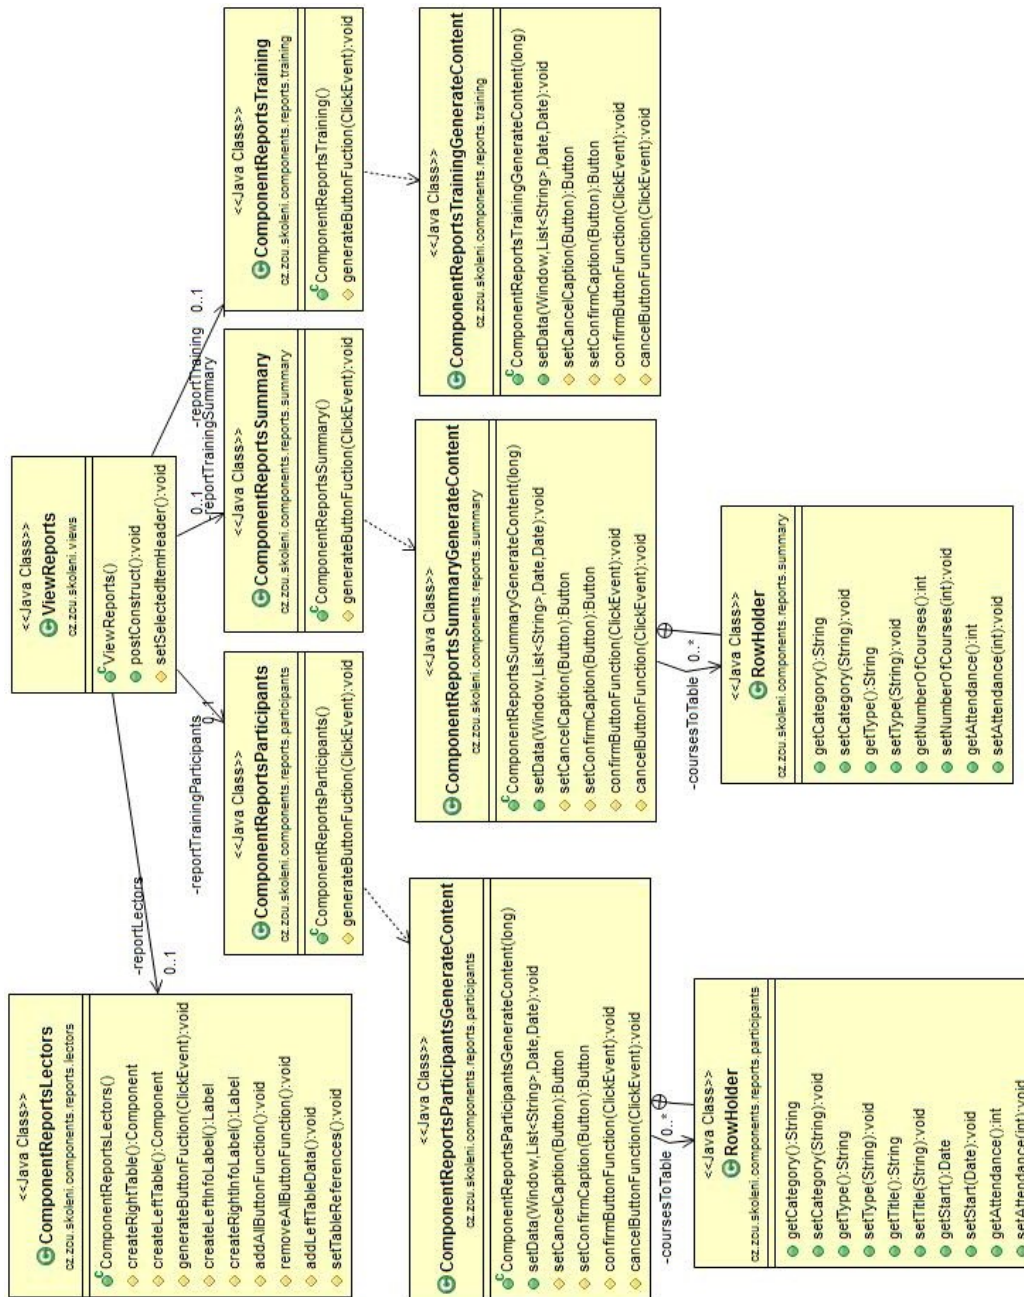 <<Java Class>>
ViewReports
cz.zcu.skoleni.views
ViewReports()
postConstruct():void
setSelectedItemHeader():void
-reportLectors
0..1
-reportTrainingParticipants
0..1
0..1
-reportTrainingSummary
-reportTraining
0..1
<<Java Class>>
ComponentReportsLectors
cz.zcu.skoleni.components.reports.lectors
ComponentReportsLectors()
createRightTable():Component
createLeftTable():Component
generateButtonFunction(ClickEvent):void
createLeftInfoLabel():Label
createRightInfoLabel():Label
addAllButtonFunction():void
removeAllButtonFunction():void
addLeftTableData():void
setTableReferences():void
<<Java Class>>
ComponentReportsParticipants
cz.zcu.skoleni.components.reports.participants
ComponentReportsParticipants()
generateButtonFuction(ClickEvent):void
<<Java Class>>
ComponentReportsSummary
cz.zcu.skoleni.components.reports.summary
ComponentReportsSummary()
generateButtonFuction(ClickEvent):void
<<Java Class>>
ComponentReportsTraining
cz.zcu.skoleni.components.reports.training
ComponentReportsTraining()
generateButtonFuction(ClickEvent):void
<<Java Class>>
ComponentReportsParticipantsGenerateContent
cz.zcu.skoleni.components.reports.participants
ComponentReportsParticipantsGenerateContent(long)
setData(Window,List<String>,Date,Date):void
setCancelCaption(Button):Button
setConfirmCaption(Button):Button
confirmButtonFunction(ClickEvent):void
cancelButtonFunction(ClickEvent):void
<<Java Class>>
ComponentReportsSummaryGenerateContent
cz.zcu.skoleni.components.reports.summary
ComponentReportsSummaryGenerateContent(long)
setData(Window,List<String>,Date,Date):void
setCancelCaption(Button):Button
setConfirmCaption(Button):Button
confirmButtonFunction(ClickEvent):void
cancelButtonFunction(ClickEvent):void
<<Java Class>>
ComponentReportsTrainingGenerateContent
cz.zcu.skoleni.components.reports.training
ComponentReportsTrainingGenerateContent(long)
setData(Window,List<String>,Date,Date):void
setCancelCaption(Button):Button
setConfirmCaption(Button):Button
confirmButtonFunction(ClickEvent):void
cancelButtonFunction(ClickEvent):void
-coursesToTable 0..*
<<Java Class>>
RowHolder
cz.zcu.skoleni.components.reports.participants
getCategory():String
setCategory(String):void
getType():String
setType(String):void
getTitle():String
setTitle(String):void
getStart():Date
setStart(Date):void
getAttendance():int
setAttendance(int):void
-coursesToTable 0..*
<<Java Class>>
RowHolder
cz.zcu.skoleni.components.reports.summary
getCategory():String
setCategory(String):void
getType():String
setType(String):void
getNumberOfCourses():int
setNumberOfCourses(int):void
getAttendance():int
setAttendance(int):void